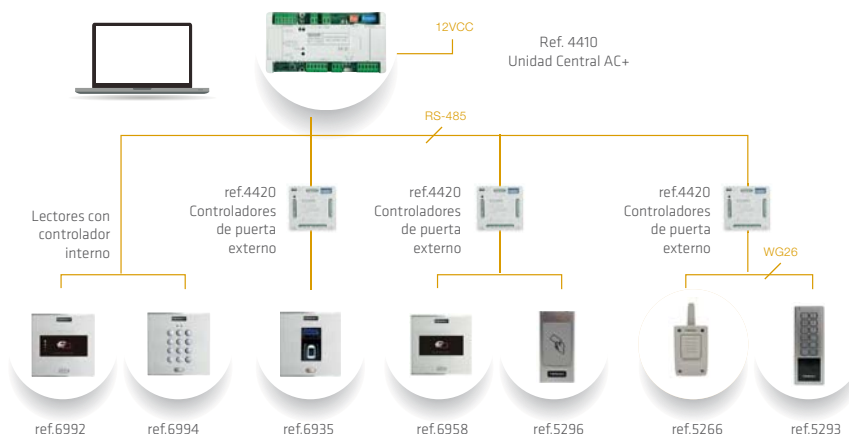 12VCC
Ref. 4410
Unidad Central AC+
RS-485
Lectores con
controlador
interno
ref.4420
Controladores
de puerta
externo
ref.4420
Controladores
de puerta
externo
ref.4420
Controladores
de puerta
externo
WG26
ref.6992
ref.6994
ref.6935
ref.6958
ref.5296
ref.5266
ref.5293